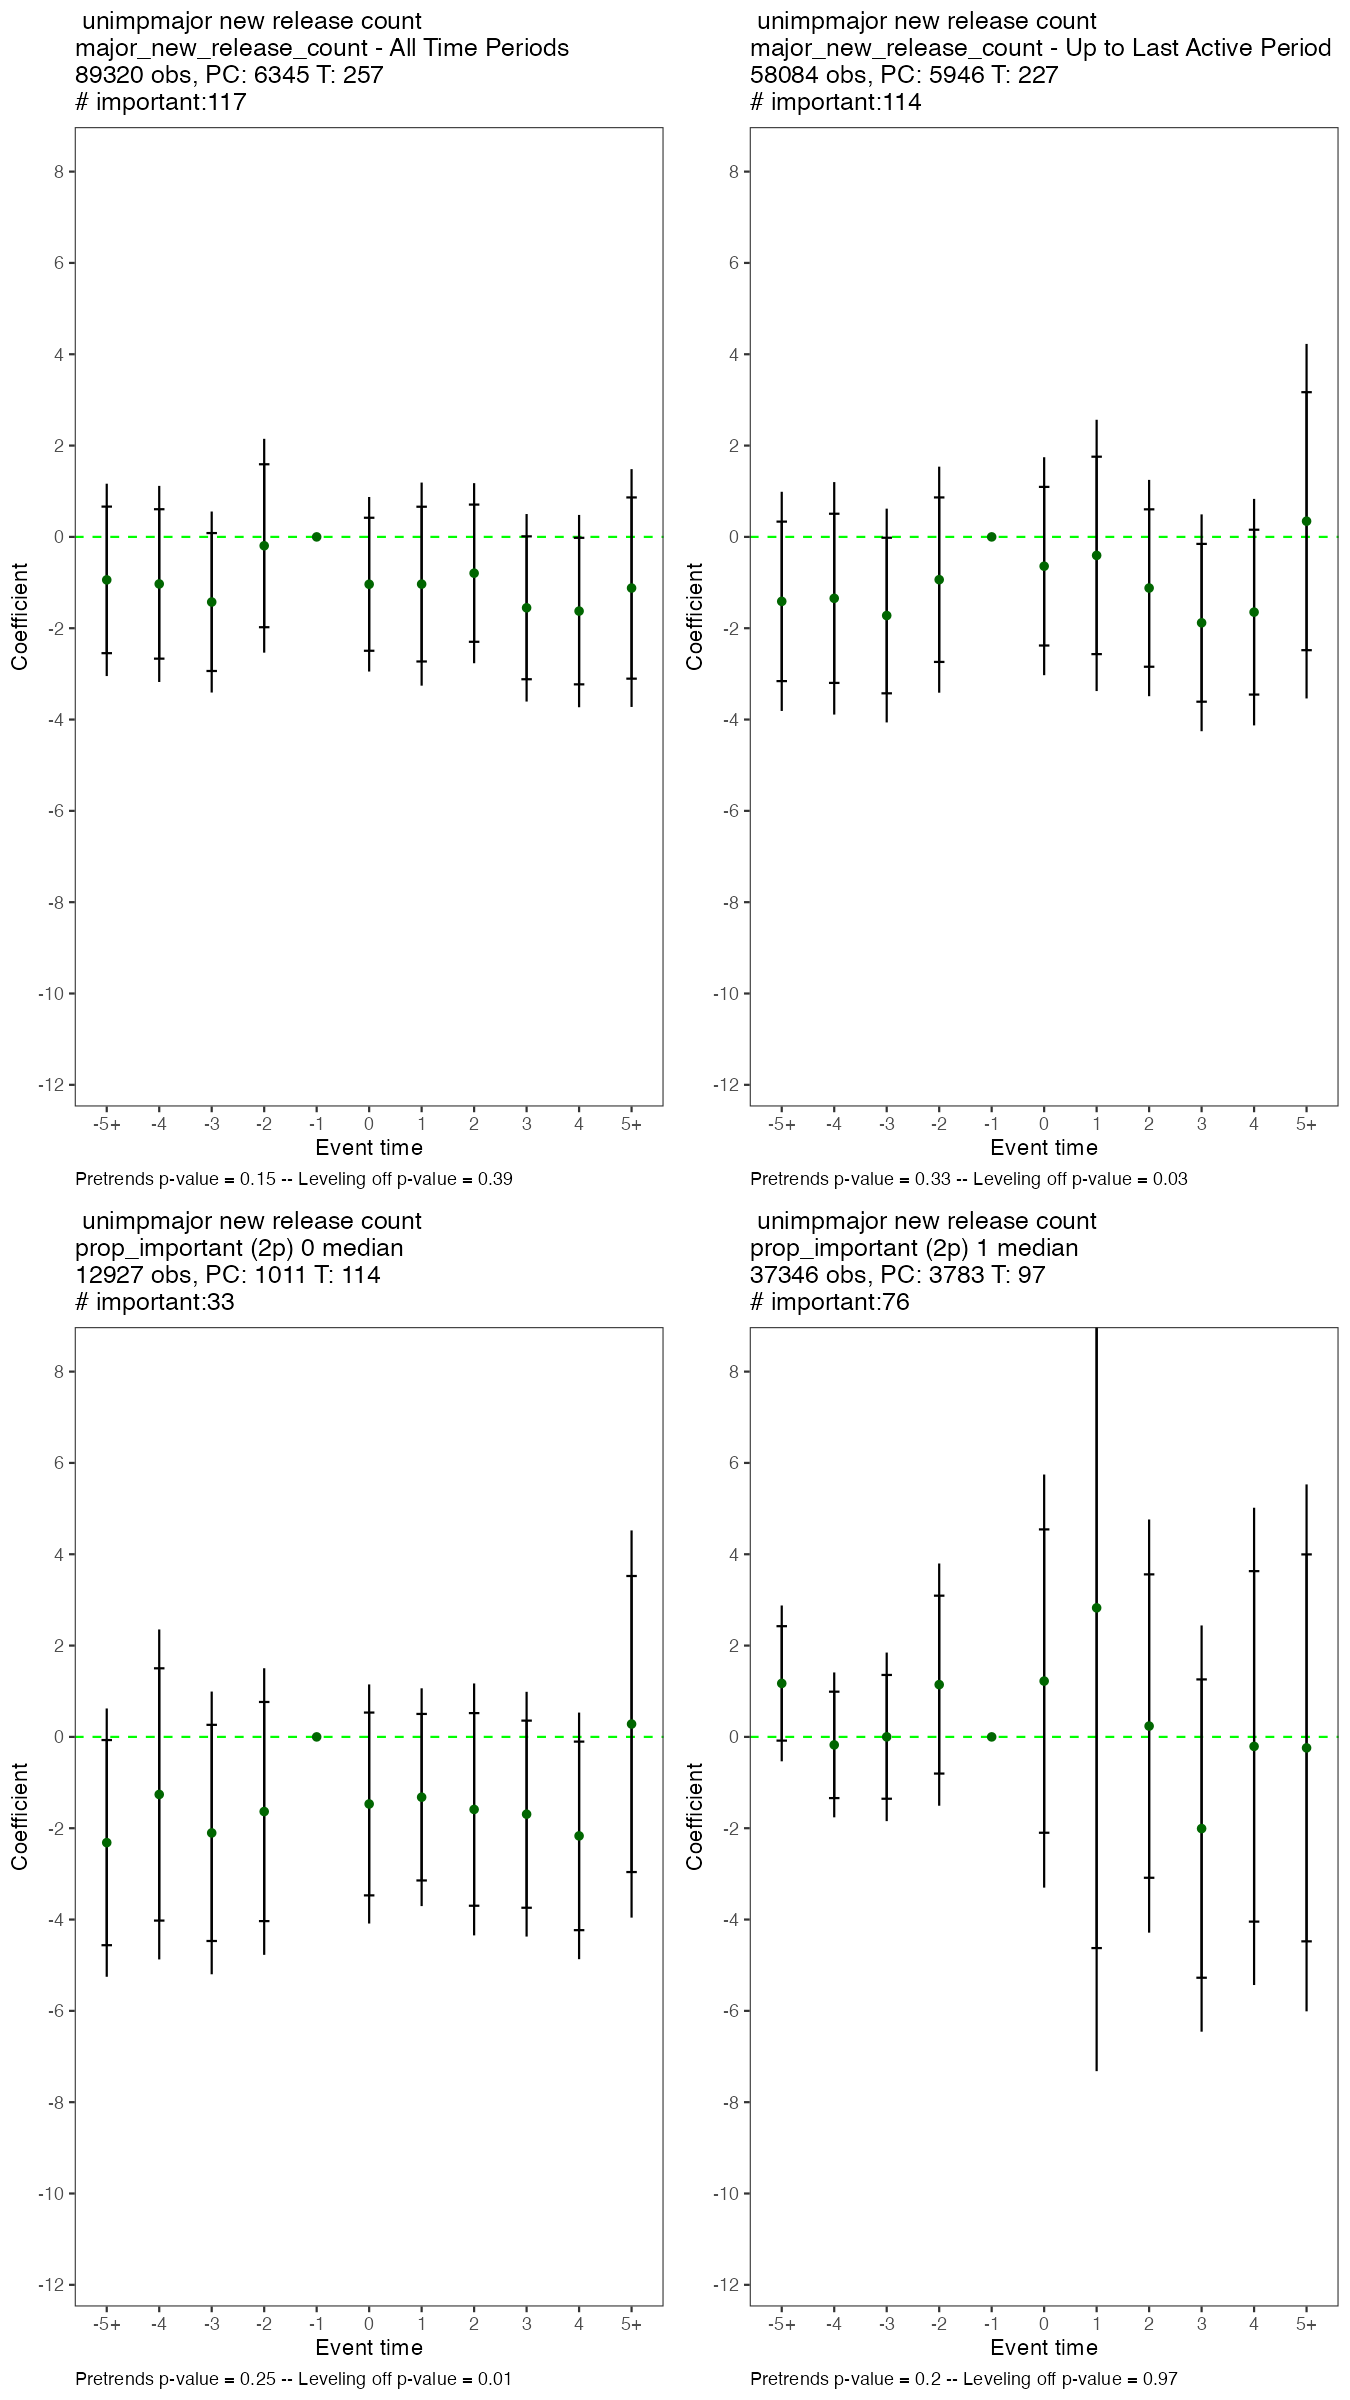 unimpmajor new release count
major_new_release_count - All Time Periods
89320 obs, PC: 6345 T: 257
# important:117
8
6
4
2
0
-2
-4
-6
-8
-10
-12
Coefficient
-5+ -4 -3 -2 -1 0 1 2 3 4 5+
Event time
Pretrends p-value = 0.15 -- Leveling off p-value = 0.39
unimpmajor new release count
major_new_release_count - Up to Last Active Period
58084 obs, PC: 5946 T: 227
# important:114
8
6
4
2
0
-2
-4
-6
-8
-10
-12
Coefficient
-5+ -4 -3 -2 -1 0 1 2 3 4 5+
Event time
Pretrends p-value = 0.33 -- Leveling off p-value = 0.03
unimpmajor new release count
prop_important (2p) 0 median
12927 obs, PC: 1011 T: 114
# important:33
8
6
4
2
0
-2
-4
-6
-8
-10
-12
Coefficient
-5+ -4 -3 -2 -1 0 1 2 3 4 5+
Event time
Pretrends p-value = 0.25 -- Leveling off p-value = 0.01
unimpmajor new release count
prop_important (2p) 1 median
37346 obs, PC: 3783 T: 97
# important:76
8
6
4
2
0
-2
-4
-6
-8
-10
-12
Coefficient
-5+ -4 -3 -2 -1 0 1 2 3 4 5+
Event time
Pretrends p-value = 0.2 -- Leveling off p-value = 0.97